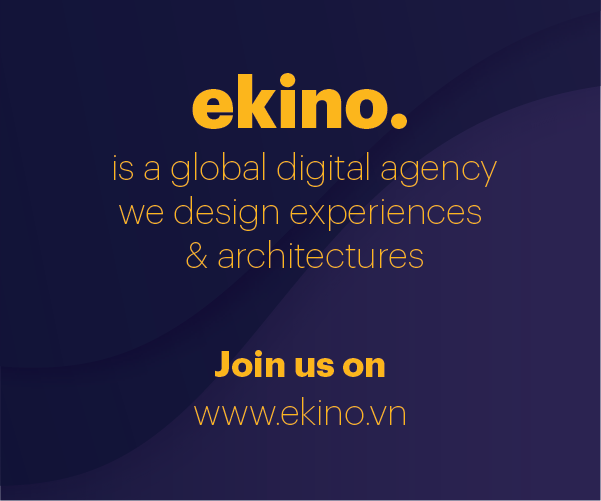 ekino.
is a global digital agency
we design experiences
& architectures
Join us on
www.ekino.vn